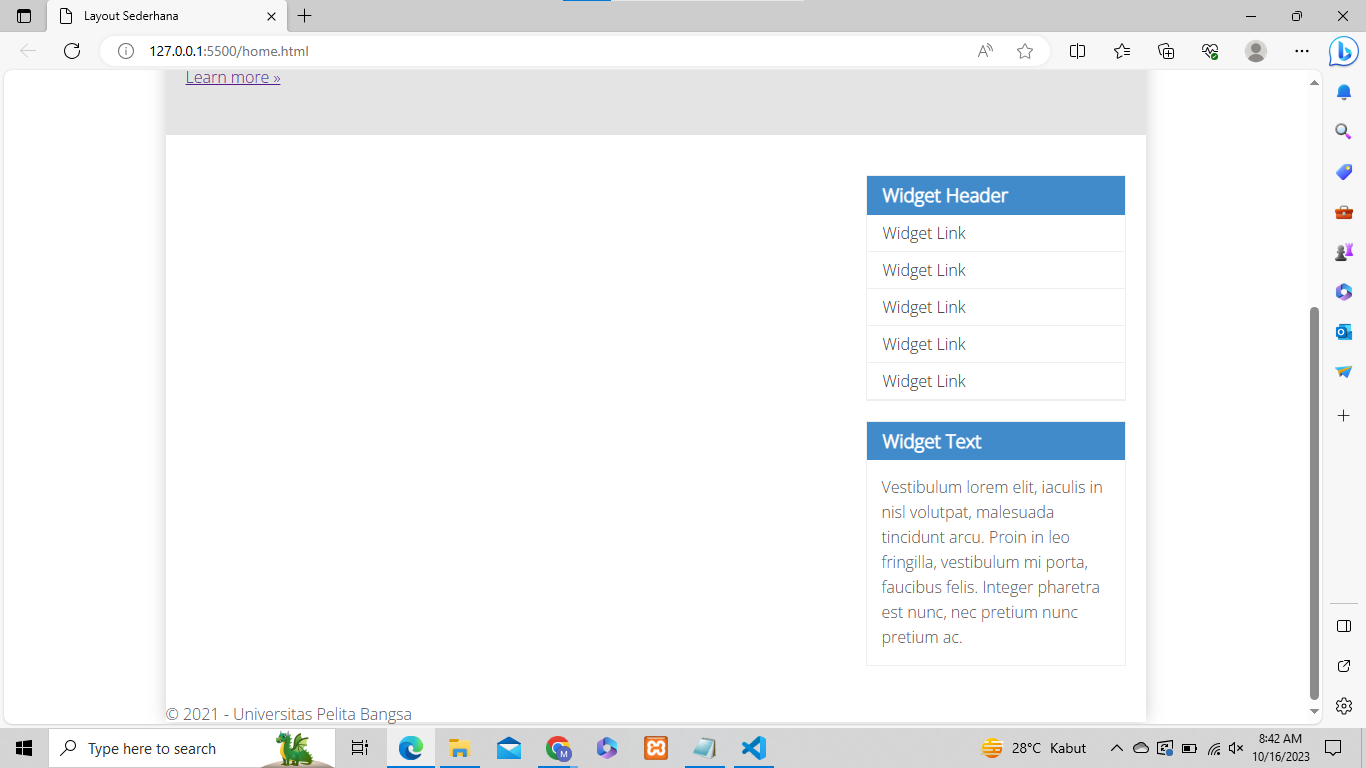 Layout Sederhana
127.0.0.1:5500/home.html
Learn more »
Widget Header
Widget Link
Widget Link
Widget Link
Widget Link
Widget Link
Widget Text
Vestibulum lorem elit, iaculis in
nisl volutpat, malesuada
tincidunt arcu. Proin in leo
fringilla, vestibulum mi porta,
faucibus felis. Integer pharetra
est nunc, nec pretium nunc
pretium ac.
© 2021 - Universitas Pelita Bangsa
Type here to search
28°C Kabut
8:42 AM
10/16/2023